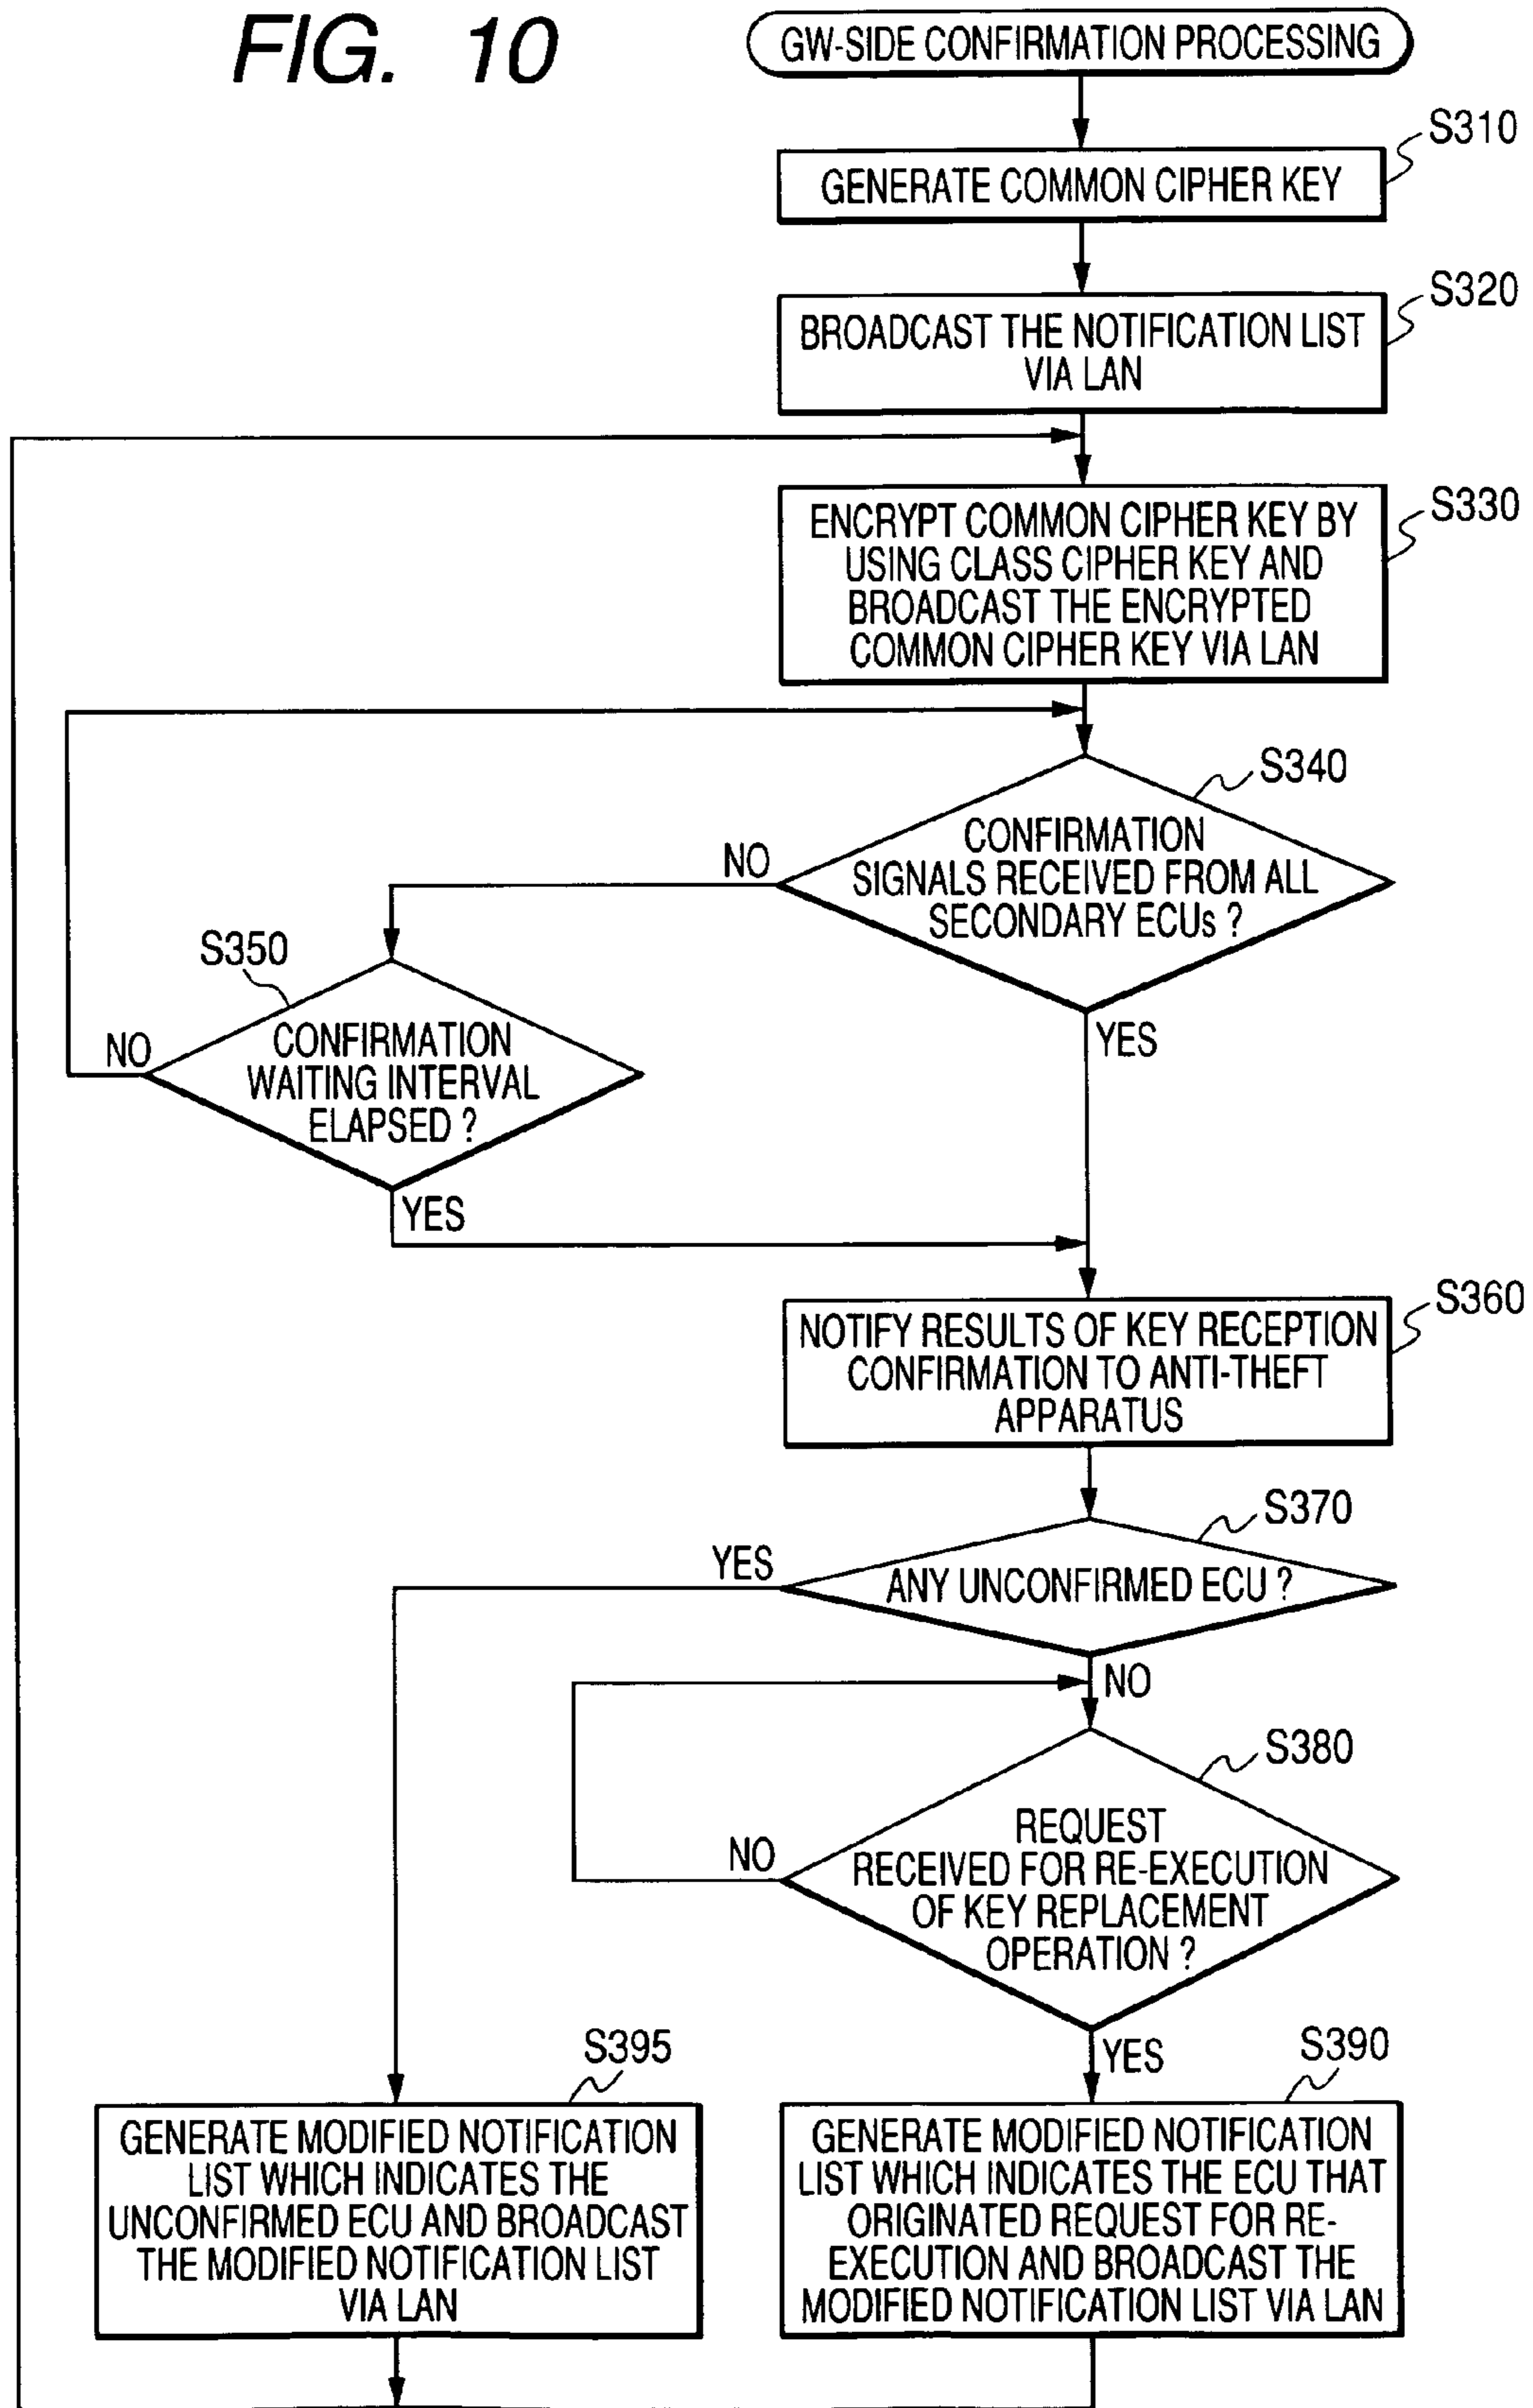 FIG. 10
GW-SIDE CONFIRMATION PROCESSING
S310
GENERATE COMMON CIPHER KEY
S320
BROADCAST THE NOTIFICATION LIST
VIA LAN
S330
ENCRYPT COMMON CIPHER KEY BY
USING CLASS CIPHER KEY AND
BROADCAST THE ENCRYPTED
COMMON CIPHER KEY VIA LAN
S340
CONFIRMATION
SIGNALS RECEIVED FROM ALL
SECONDARY ECUs ?
NO
YES
S350
CONFIRMATION
WAITING INTERVAL
ELAPSED ?
NO
YES
S360
NOTIFY RESULTS OF KEY RECEPTION
CONFIRMATION TO ANTI-THEFT
APPARATUS
S370
ANY UNCONFIRMED ECU ?
YES
NO
S380
REQUEST
RECEIVED FOR RE-EXECUTION
OF KEY REPLACEMENT
OPERATION ?
NO
YES
S395
GENERATE MODIFIED NOTIFICATION
LIST WHICH INDICATES THE
UNCONFIRMED ECU AND BROADCAST
THE MODIFIED NOTIFICATION LIST
VIA LAN
S390
GENERATE MODIFIED NOTIFICATION
LIST WHICH INDICATES THE ECU THAT
ORIGINATED REQUEST FOR RE-
EXECUTION AND BROADCAST THE
MODIFIED NOTIFICATION LIST VIA LAN